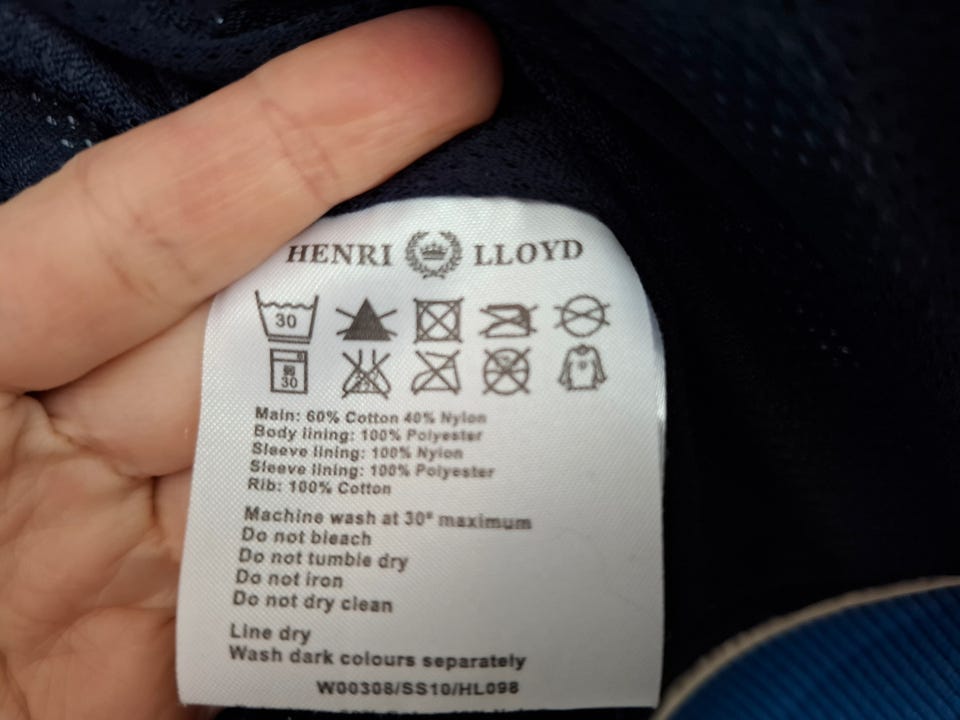 HENRI LLOYD
30
30
Main: 60% Cotton 40% Nylon
Body lining: 100% Polyester
Sleeve lining: 100% Nylon
Sleeve lining: 100% Polyester
Rib: 100% Cotton
Machine wash at 30° maximum
Do not bleach
Do not tumble dry
Do not iron
Do not dry clean
Line dry
Wash dark colours separately
W00308/SS10/HL098